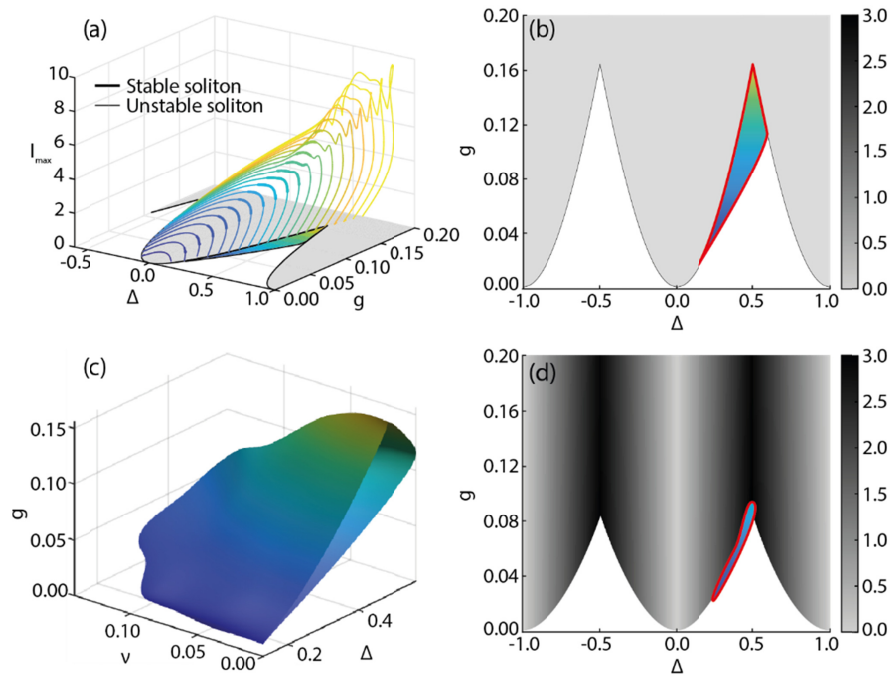 (a)
10
8
6
4
2
0
I max
Stable soliton
Unstable soliton
-0.5
0.0
0.5
1.0
Δ
0.00
0.05
0.10
0.15
0.20
g
(b)
0.20
0.16
0.12
0.08
0.04
0.00
g
-1.0 -0.5 0.0 0.5 1.0
Δ
3.0
2.5
2.0
1.5
1.0
0.5
0.0
(c)
0.15
0.10
0.05
0.00
g
0.10
0.05
0.00
ν
0.2
0.4
Δ
(d)
0.20
0.16
0.12
0.08
0.04
0.00
g
-1.0 -0.5 0.0 0.5 1.0
Δ
3.0
2.5
2.0
1.5
1.0
0.5
0.0